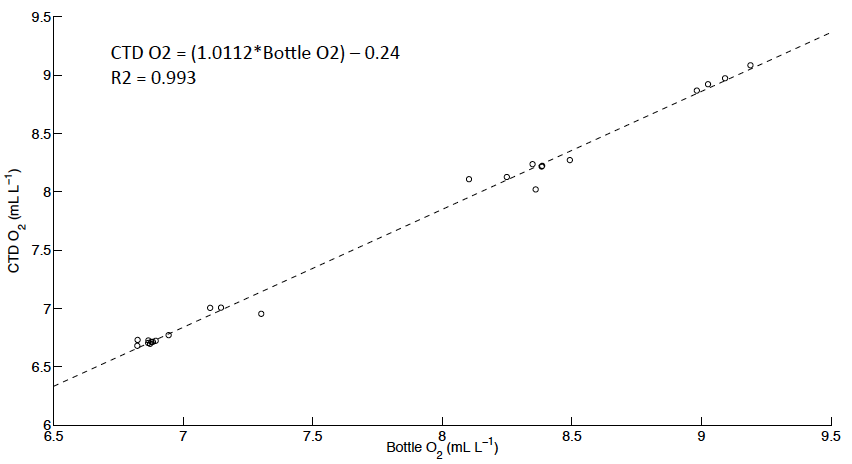 CTD O2 = (1.0112*Bottle O2) – 0.24
R2 = 0.993
9.5
9
8.5
8
7.5
7
6.5
6
CTD O2 (mL L−1)
6.5 7 7.5 8 8.5 9 9.5
Bottle O2 (mL L−1)